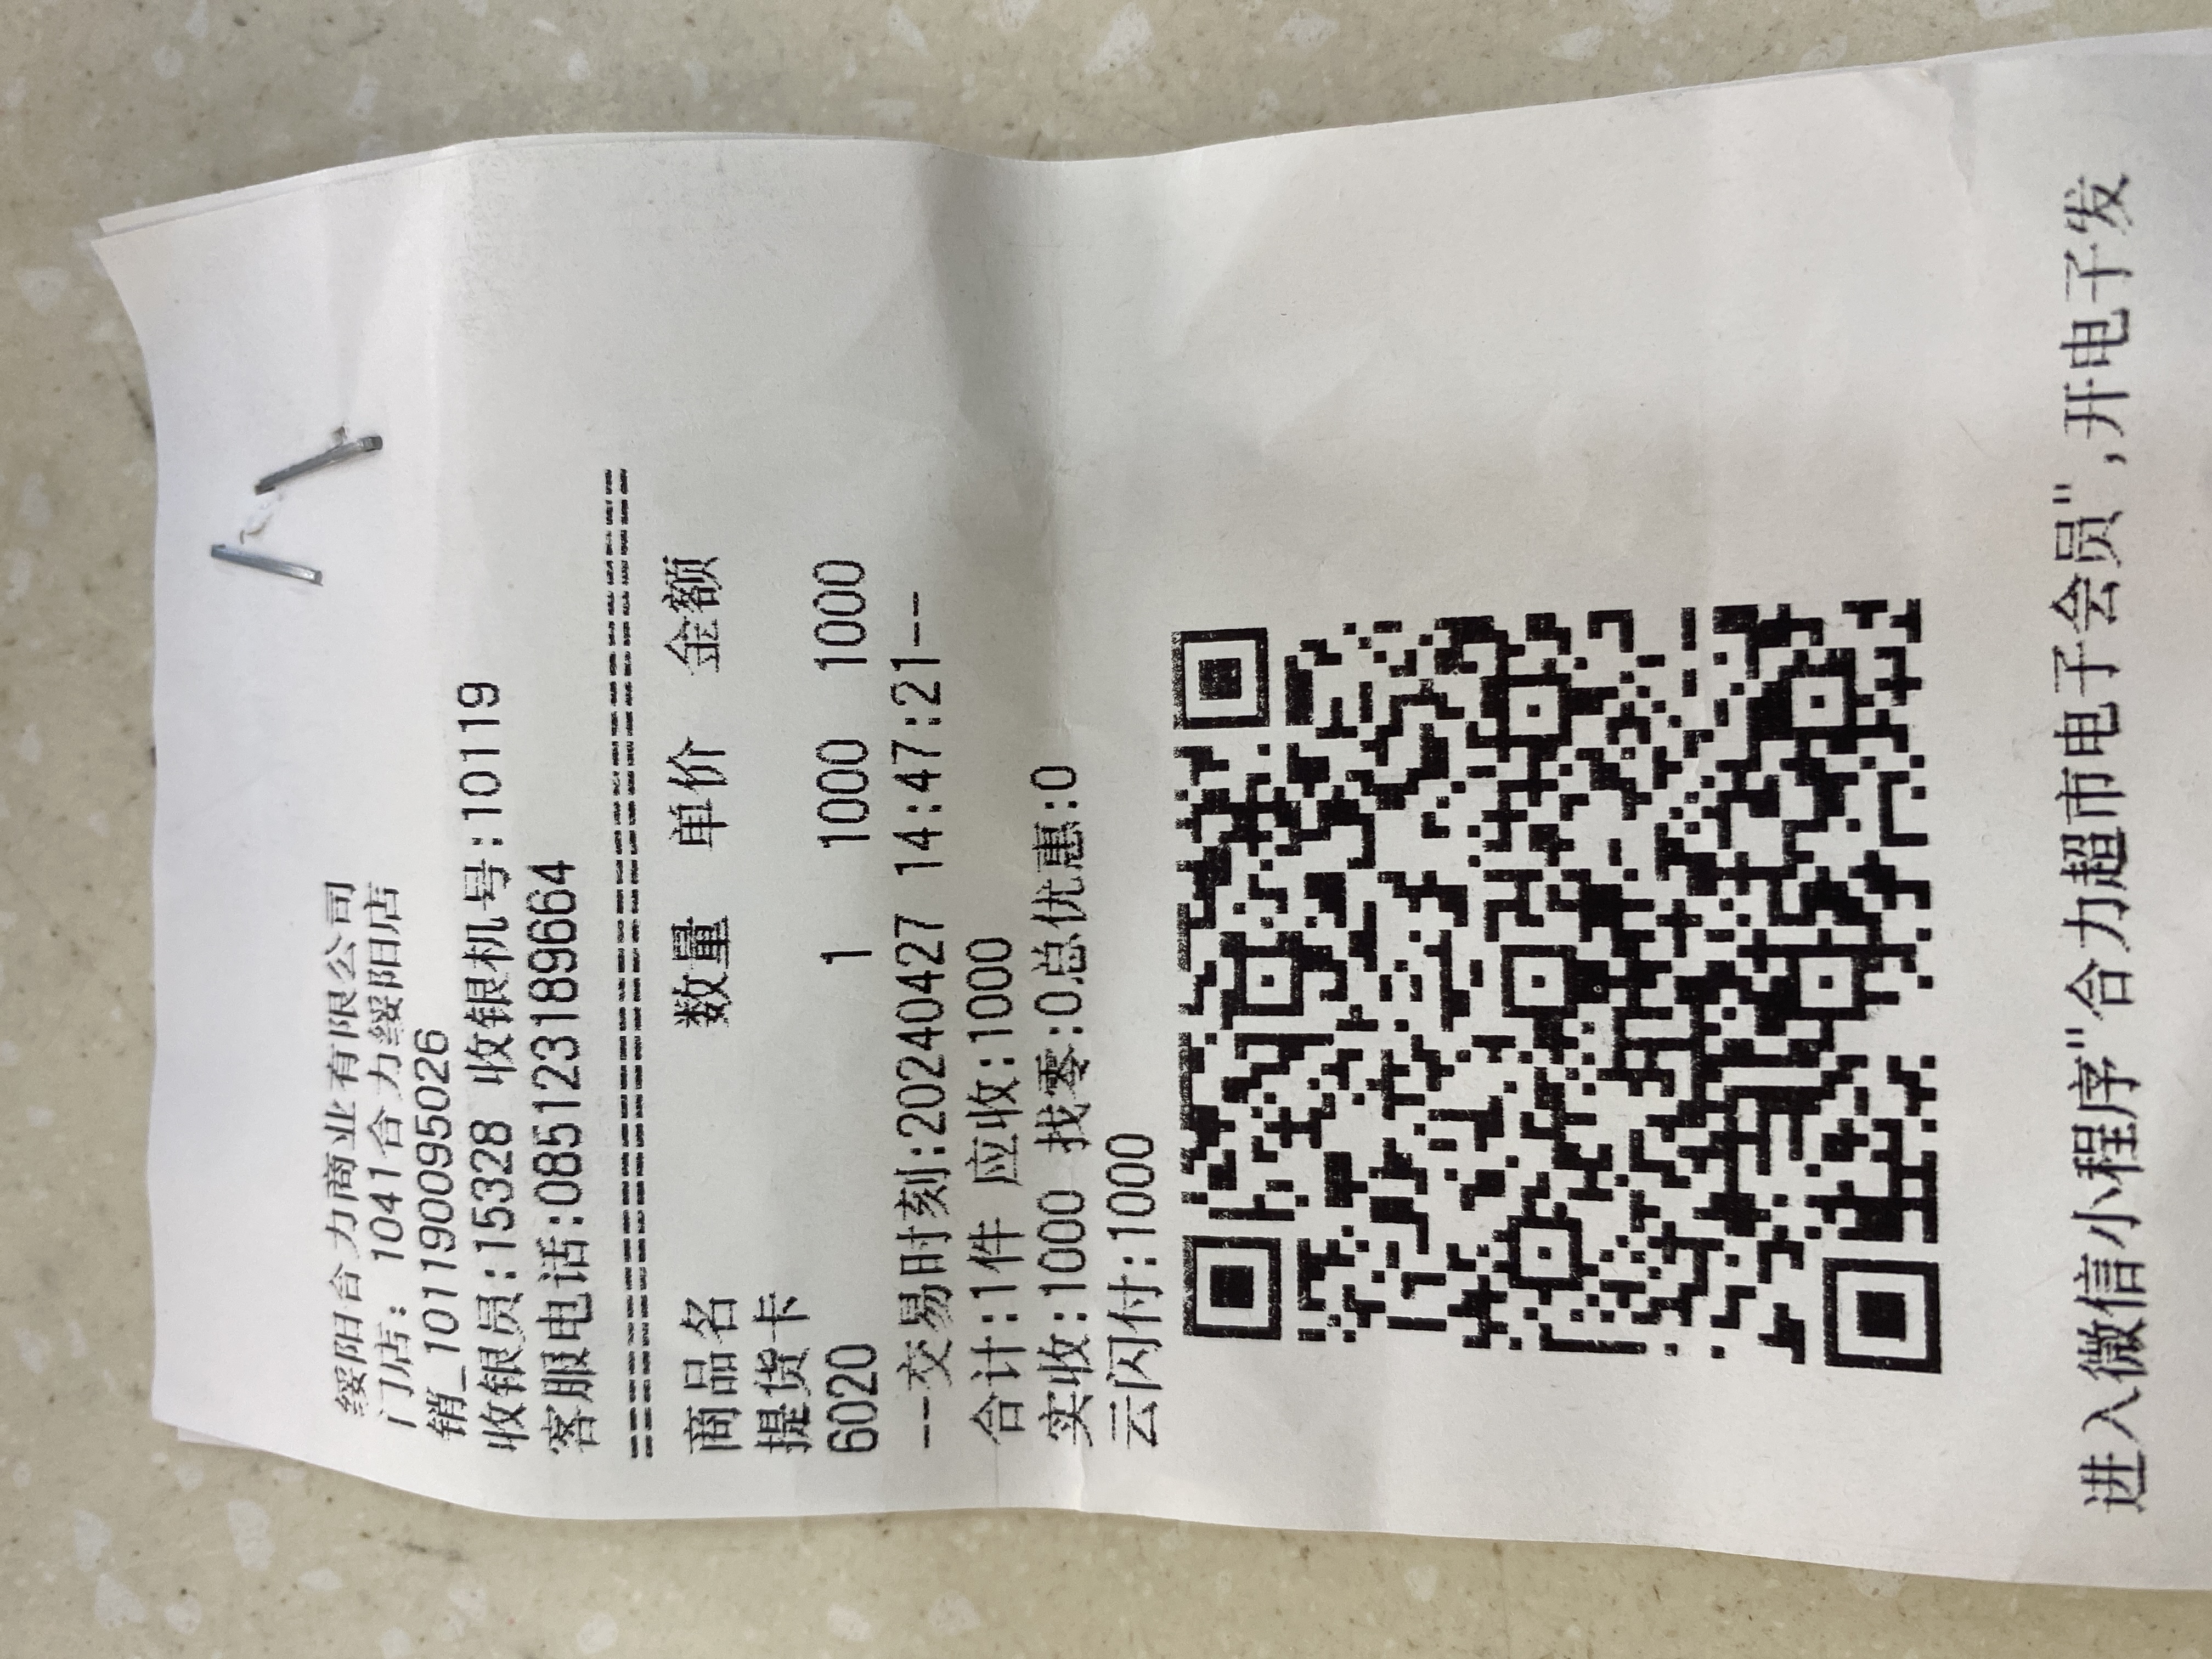 绥阳合力商业有限公司
门店：1041合力绥阳店
销_101190095026
收银员:15328 收银机号:10119
客服电话:085123189664
================================
商品名 数量 单价 金额
提货卡
6020 1 1000 1000
--交易时刻:20240427 14:47:21--
合计:1件 应收:1000
实收:1000 找零:0总优惠:0
云闪付:1000
进入微信小程序"合力超市电子会员",开电子发